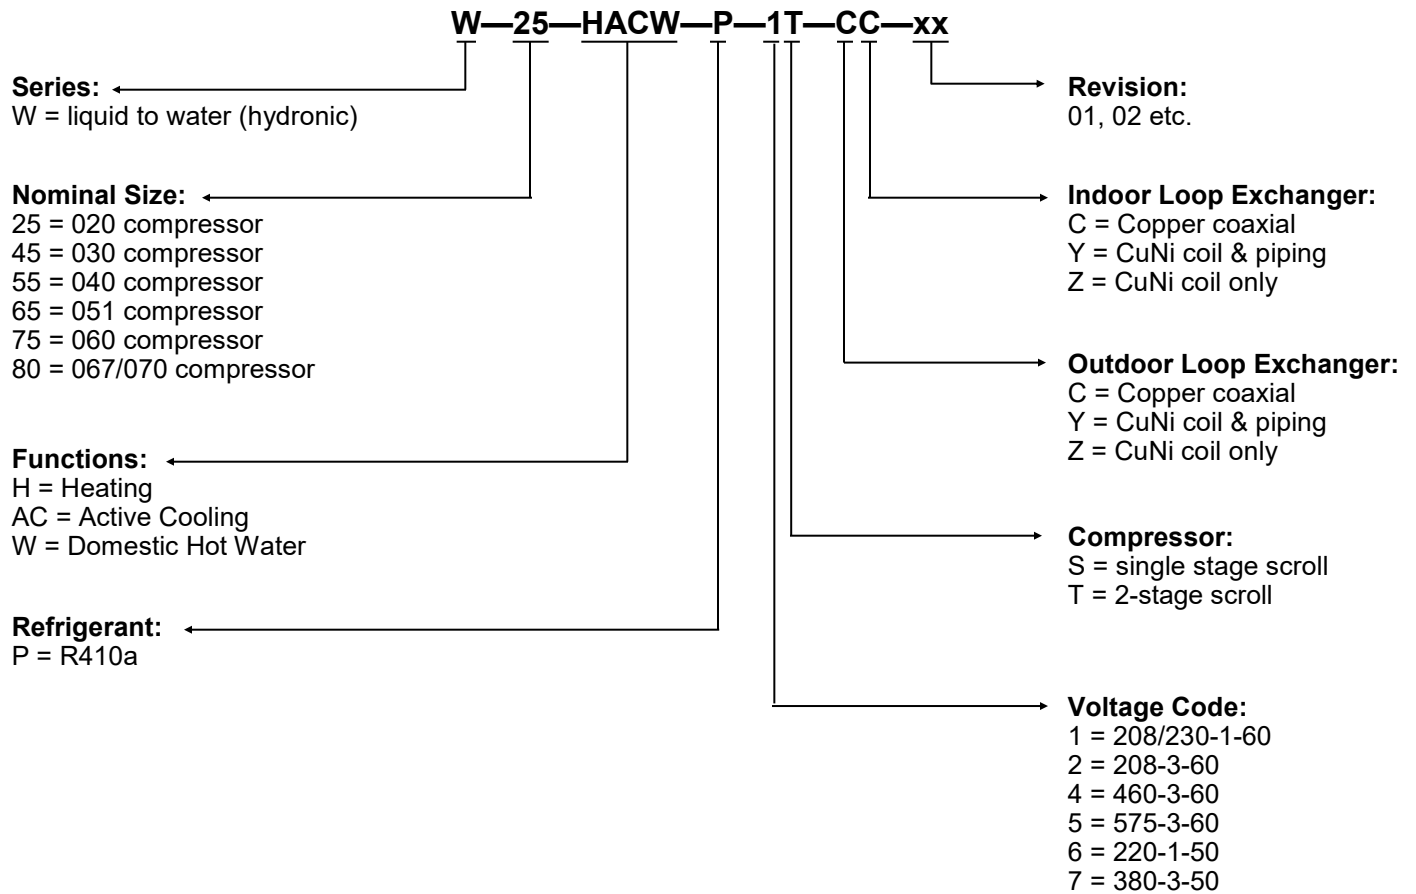 W—25—HACW—P—1T—CC—xx
Series:
W = liquid to water (hydronic)
Nominal Size:
25 = 020 compressor
45 = 030 compressor
55 = 040 compressor
65 = 051 compressor
75 = 060 compressor
80 = 067/070 compressor
Functions:
H = Heating
AC = Active Cooling
W = Domestic Hot Water
Refrigerant:
P = R410a
Revision:
01, 02 etc.
Indoor Loop Exchanger:
C = Copper coaxial
Y = CuNi coil & piping
Z = CuNi coil only
Outdoor Loop Exchanger:
C = Copper coaxial
Y = CuNi coil & piping
Z = CuNi coil only
Compressor:
S = single stage scroll
T = 2-stage scroll
Voltage Code:
1 = 208/230-1-60
2 = 208-3-60
4 = 460-3-60
5 = 575-3-60
6 = 220-1-50
7 = 380-3-50